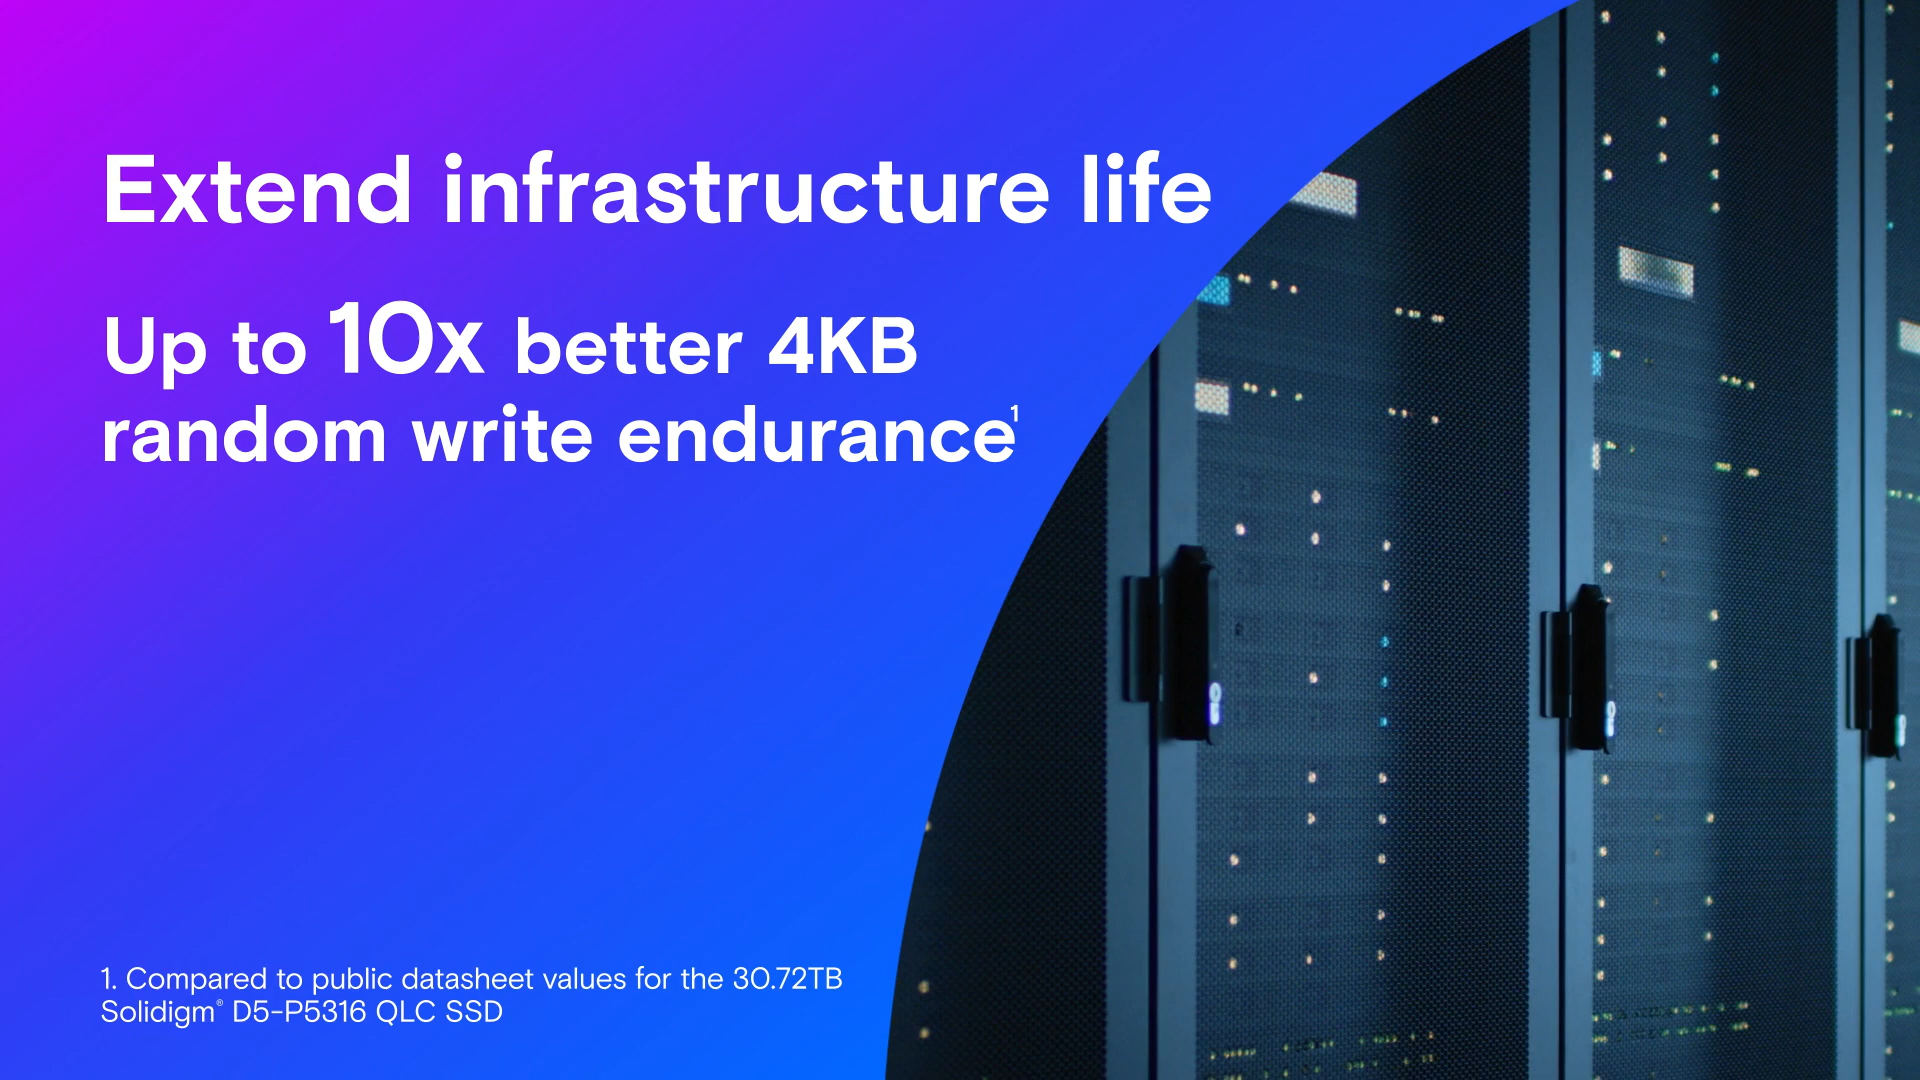 Extend infrastructure life
Up to 10x better 4KB
random write endurance¹
1. Compared to public datasheet values for the 30.72TB
Solidigm® D5-P5316 QLC SSD